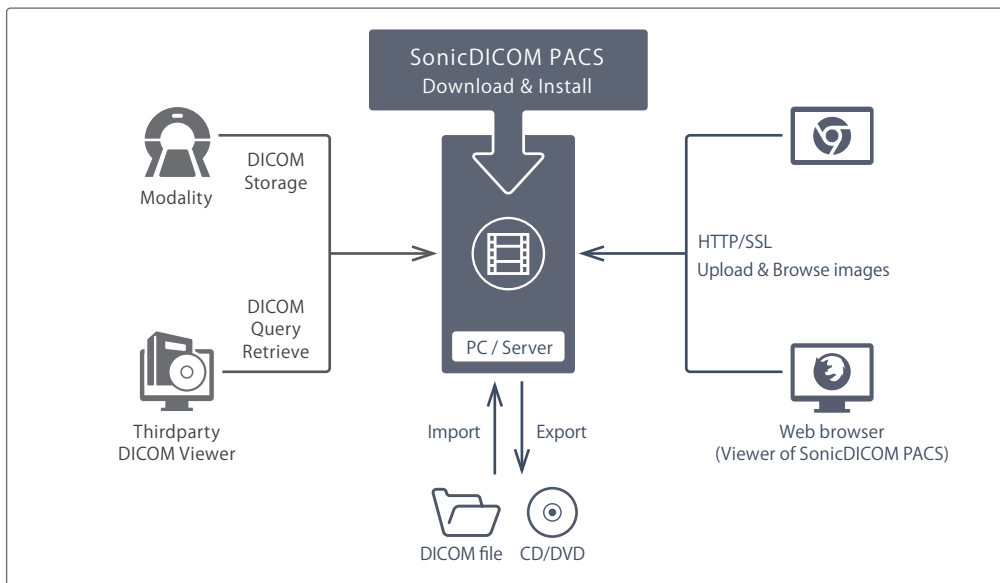 SonicDICOM PACS
Download & Install
Modality
DICOM
Storage
DICOM
Query
Retrieve
Thirdparty
DICOM Viewer
PC / Server
HTTP/SSL
Upload & Browse images
Web browser
(Viewer of SonicDICOM PACS)
Import
Export
DICOM file
CD/DVD